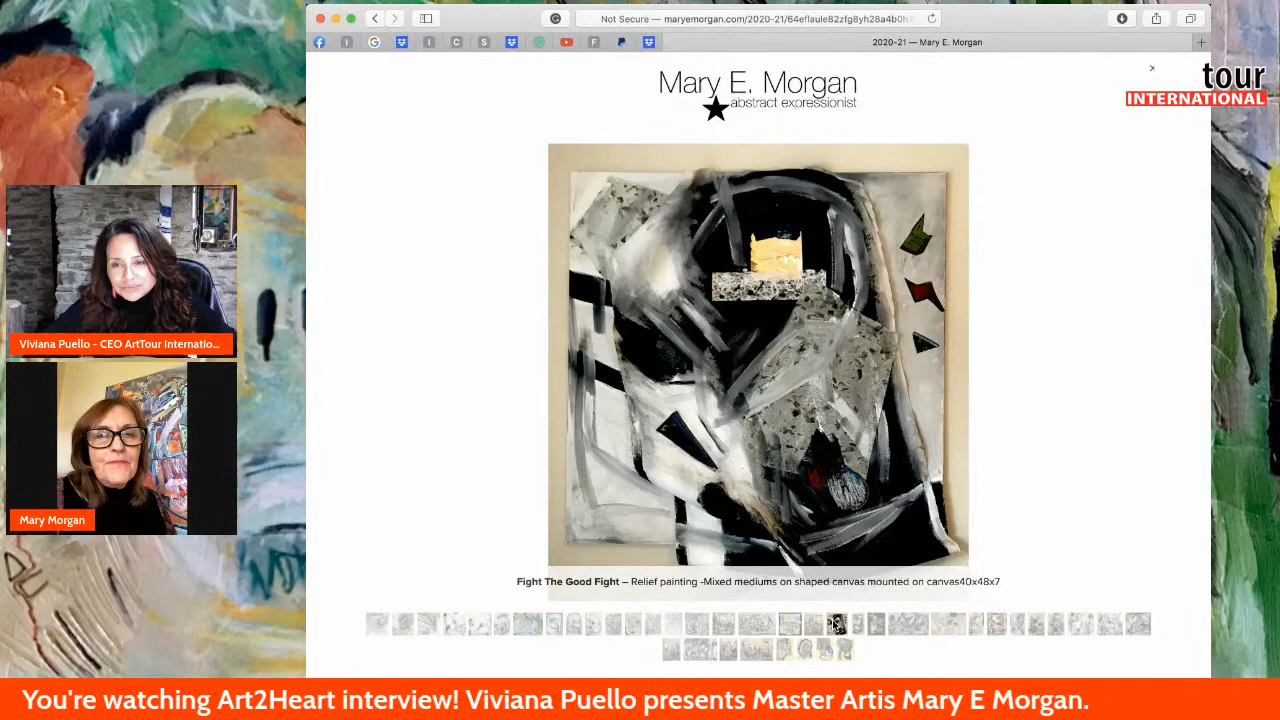 Not Secure — maryemorgan.com/2020-21/64eflaule82zfg8yh28a4b0h7
2020-21 — Mary E. Morgan
tour
INTERNATIONAL
Mary E. Morgan
abstract expressionist
Viviana Puello - CEO ArtTour Internatio...
Mary Morgan
Fight The Good Fight – Relief painting -Mixed mediums on shaped canvas mounted on canvas40x48x7
You're watching Art2Heart interview! Viviana Puello presents Master Artis Mary E Morgan.